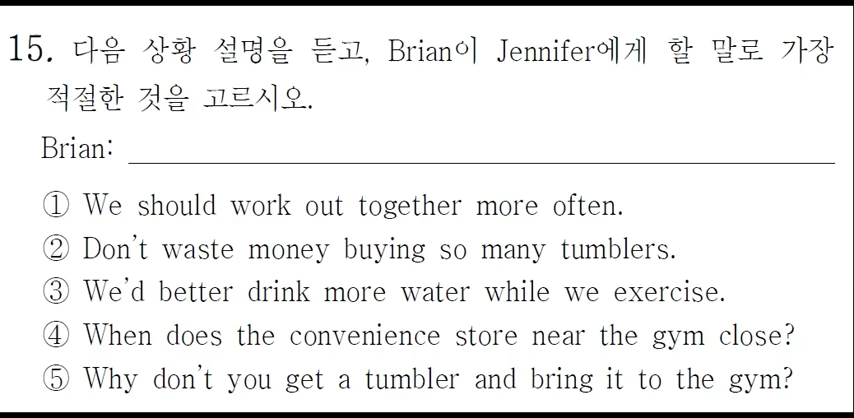 15. 다음 상황 설명을 듣고, Brian이 Jennifer에게 할 말로 가장
적절한 것을 고르시오.
Brian:
① We should work out together more often.
② Don't waste money buying so many tumblers.
③ We'd better drink more water while we exercise.
④ When does the convenience store near the gym close?
⑤ Why don't you get a tumbler and bring it to the gym?